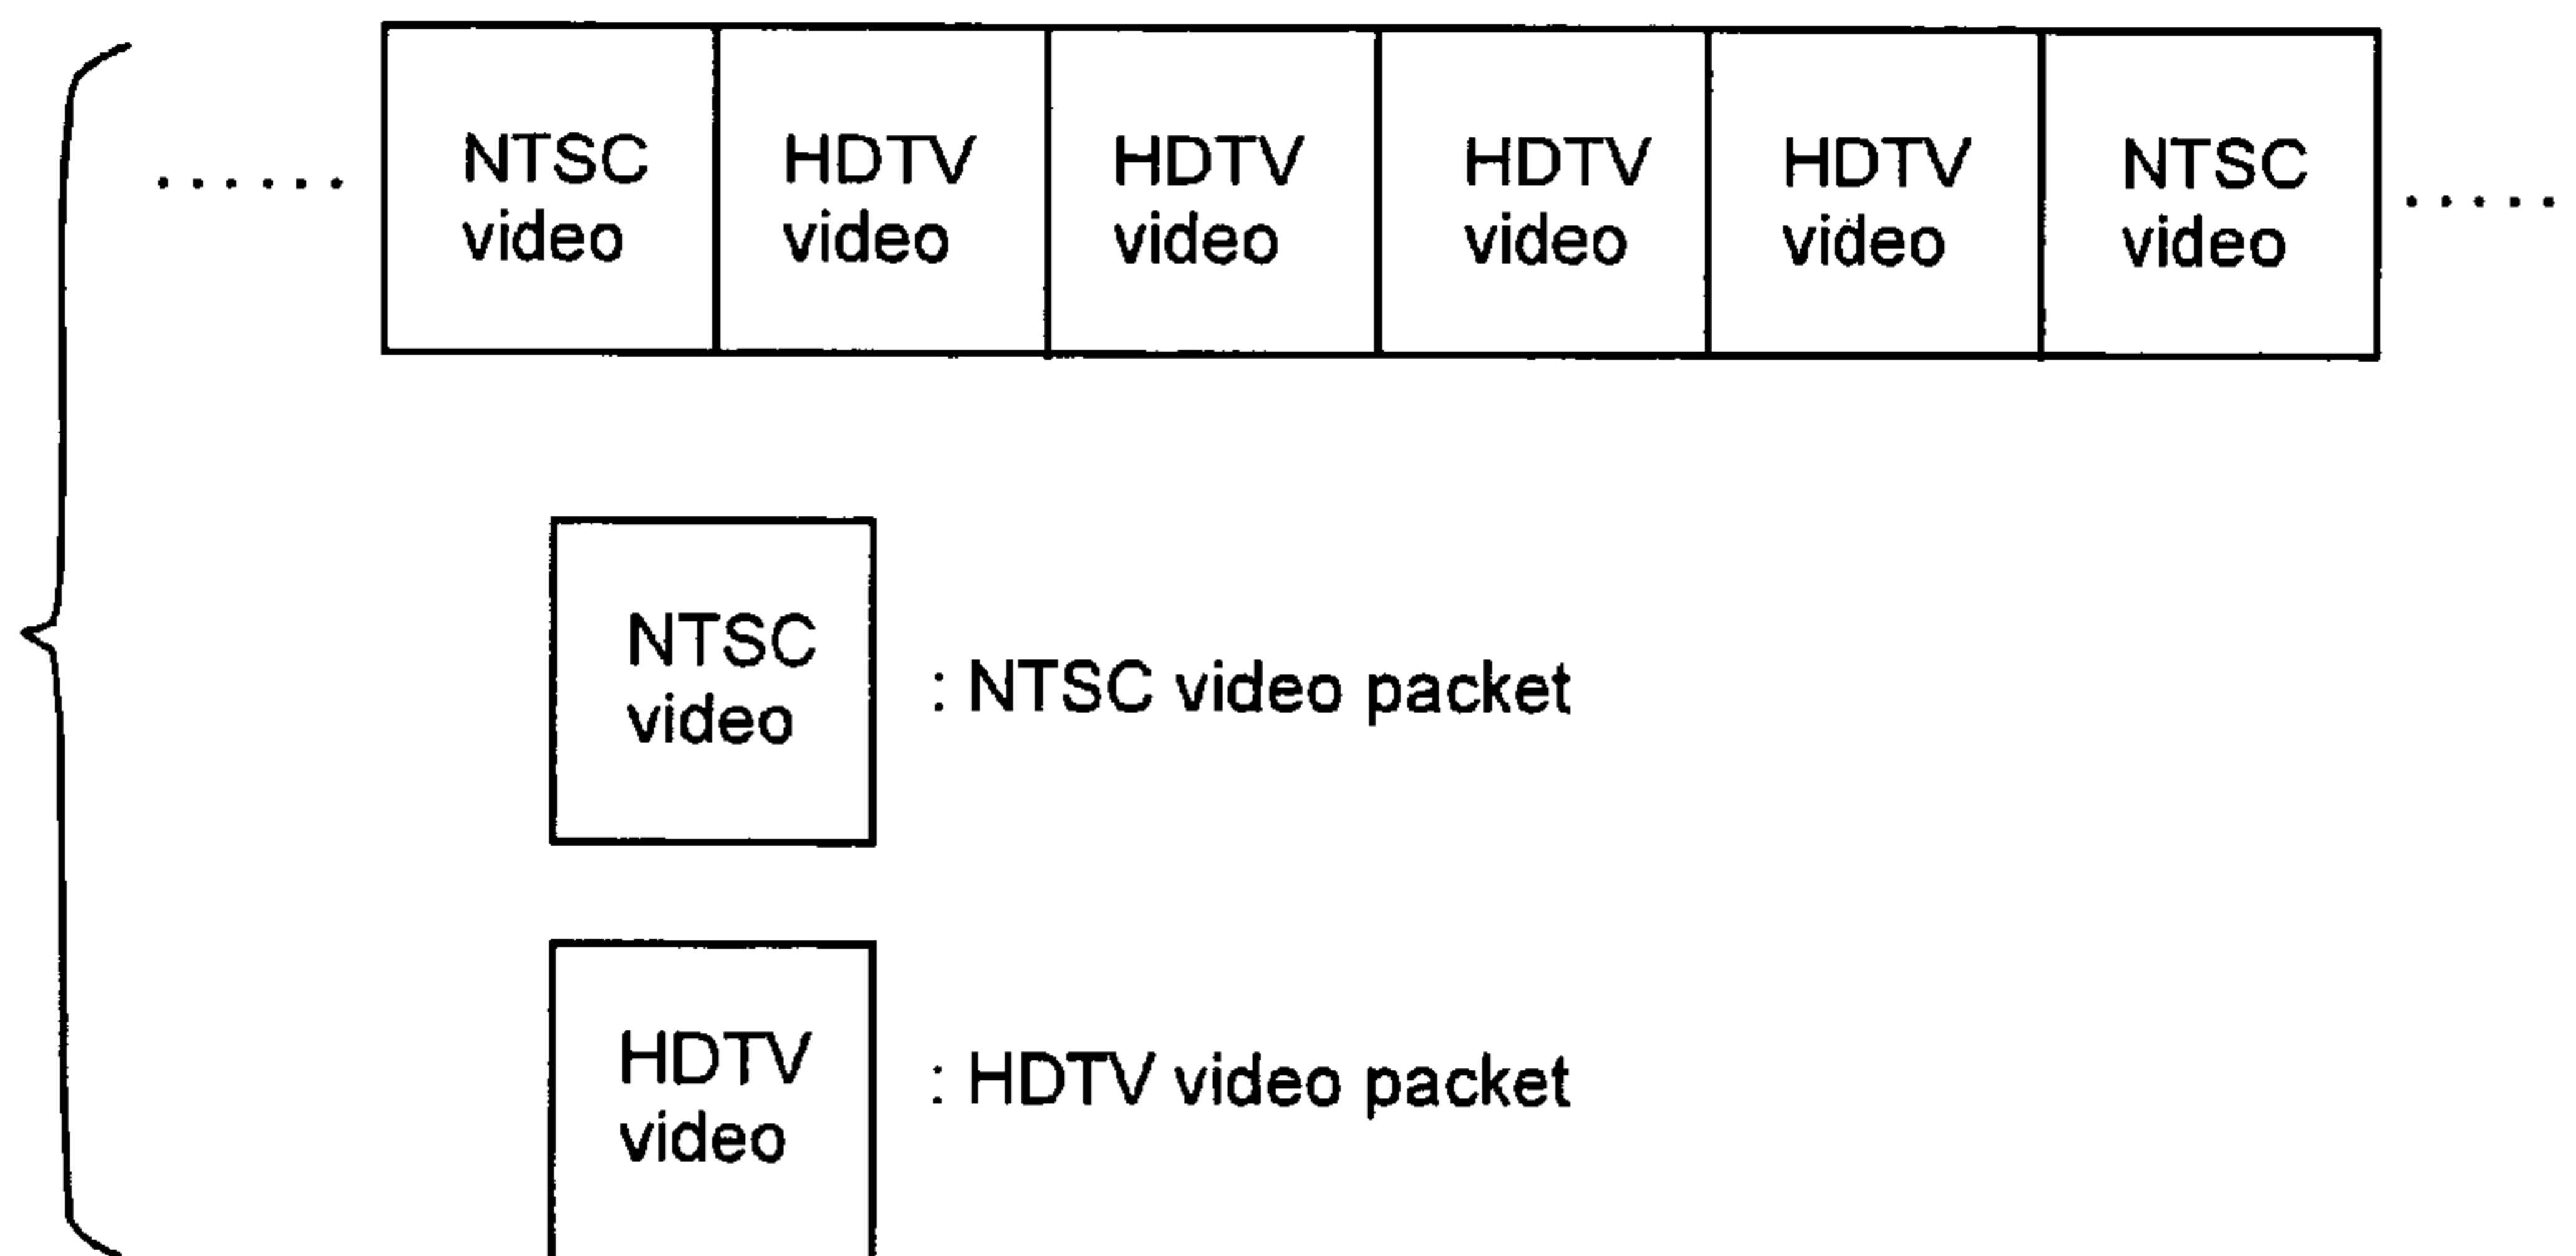 ...... NTSC HDTV HDTV HDTV HDTV NTSC .....
video video video video video video
NTSC
video
: NTSC video packet
HDTV
video
: HDTV video packet